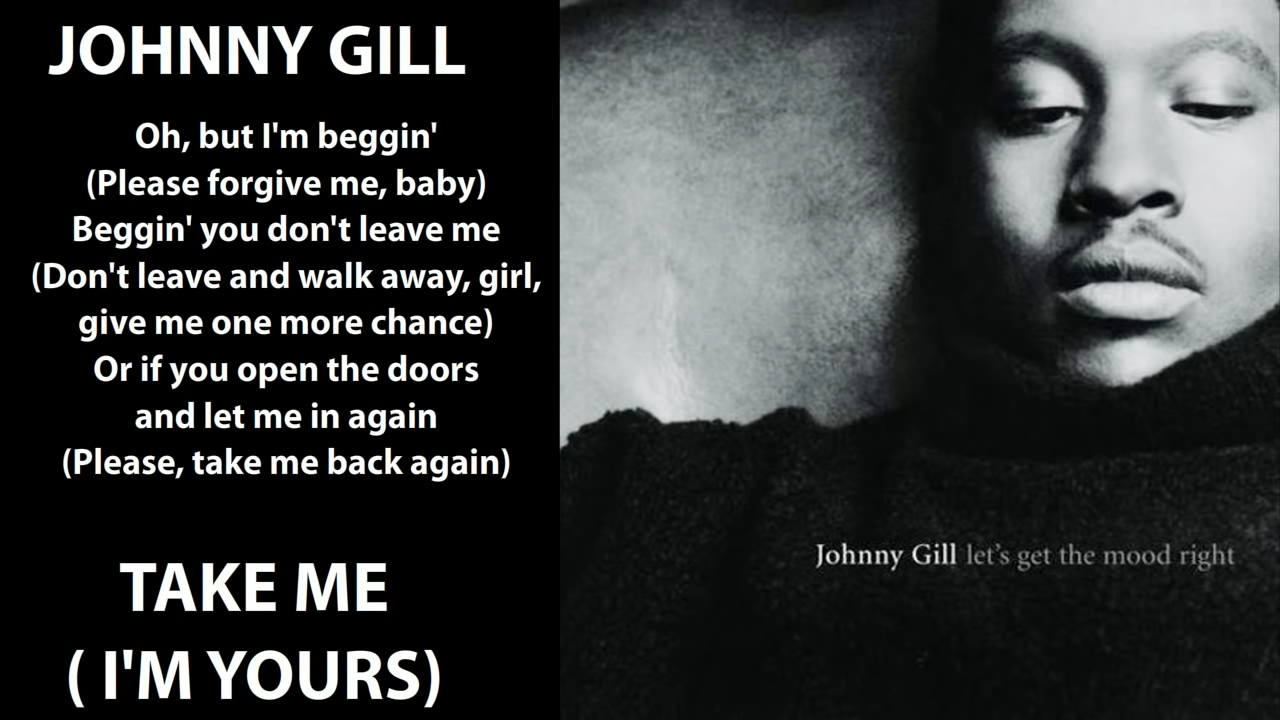 JOHNNY GILL
Oh, but I'm beggin'
(Please forgive me, baby)
Beggin' you don't leave me
(Don't leave and walk away, girl,
give me one more chance)
Or if you open the doors
and let me in again
(Please, take me back again)
TAKE ME
( I'M YOURS)
Johnny Gill let's get the mood right